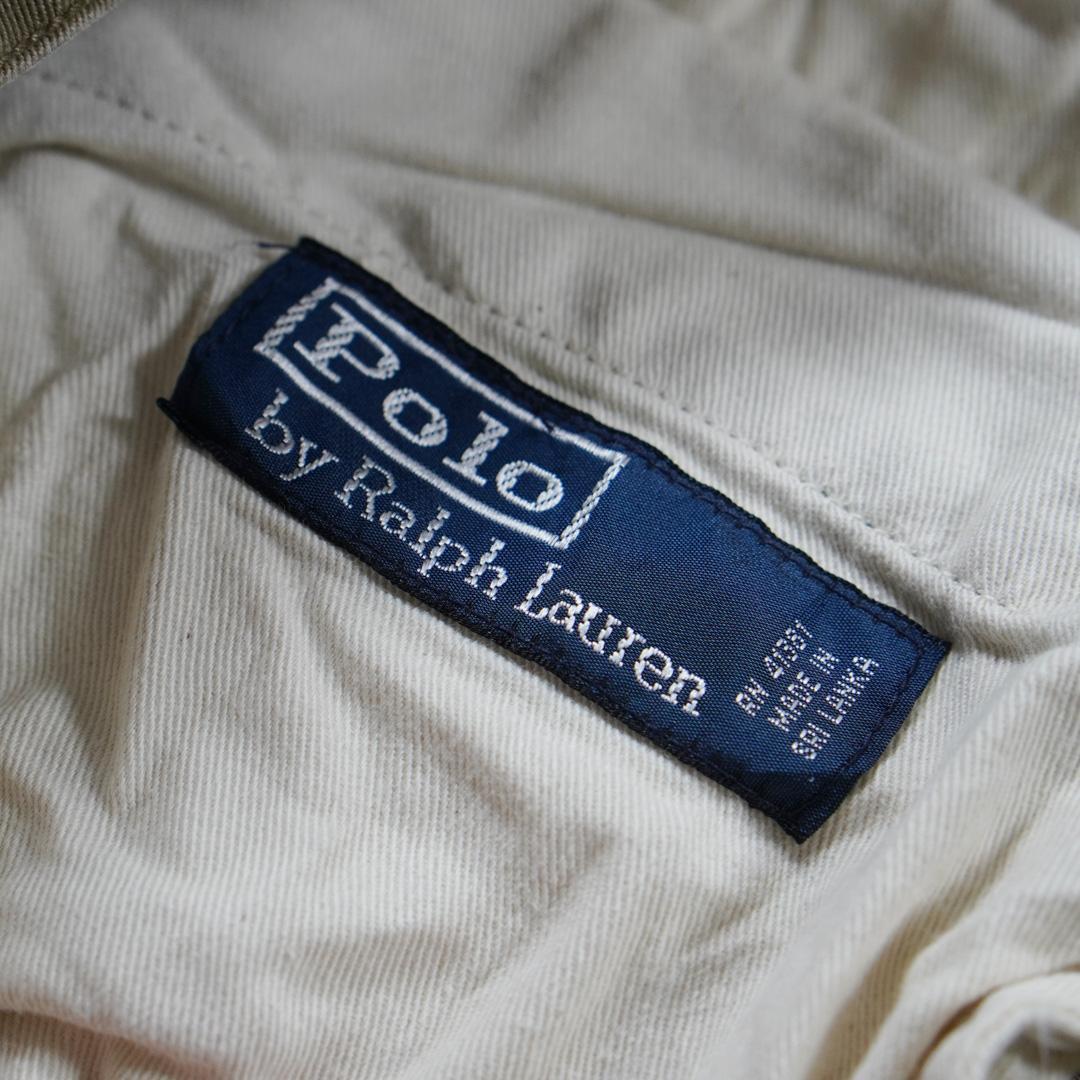 Polo
by Ralph Lauren
RN 41381
MADE IN
SRI LANKA